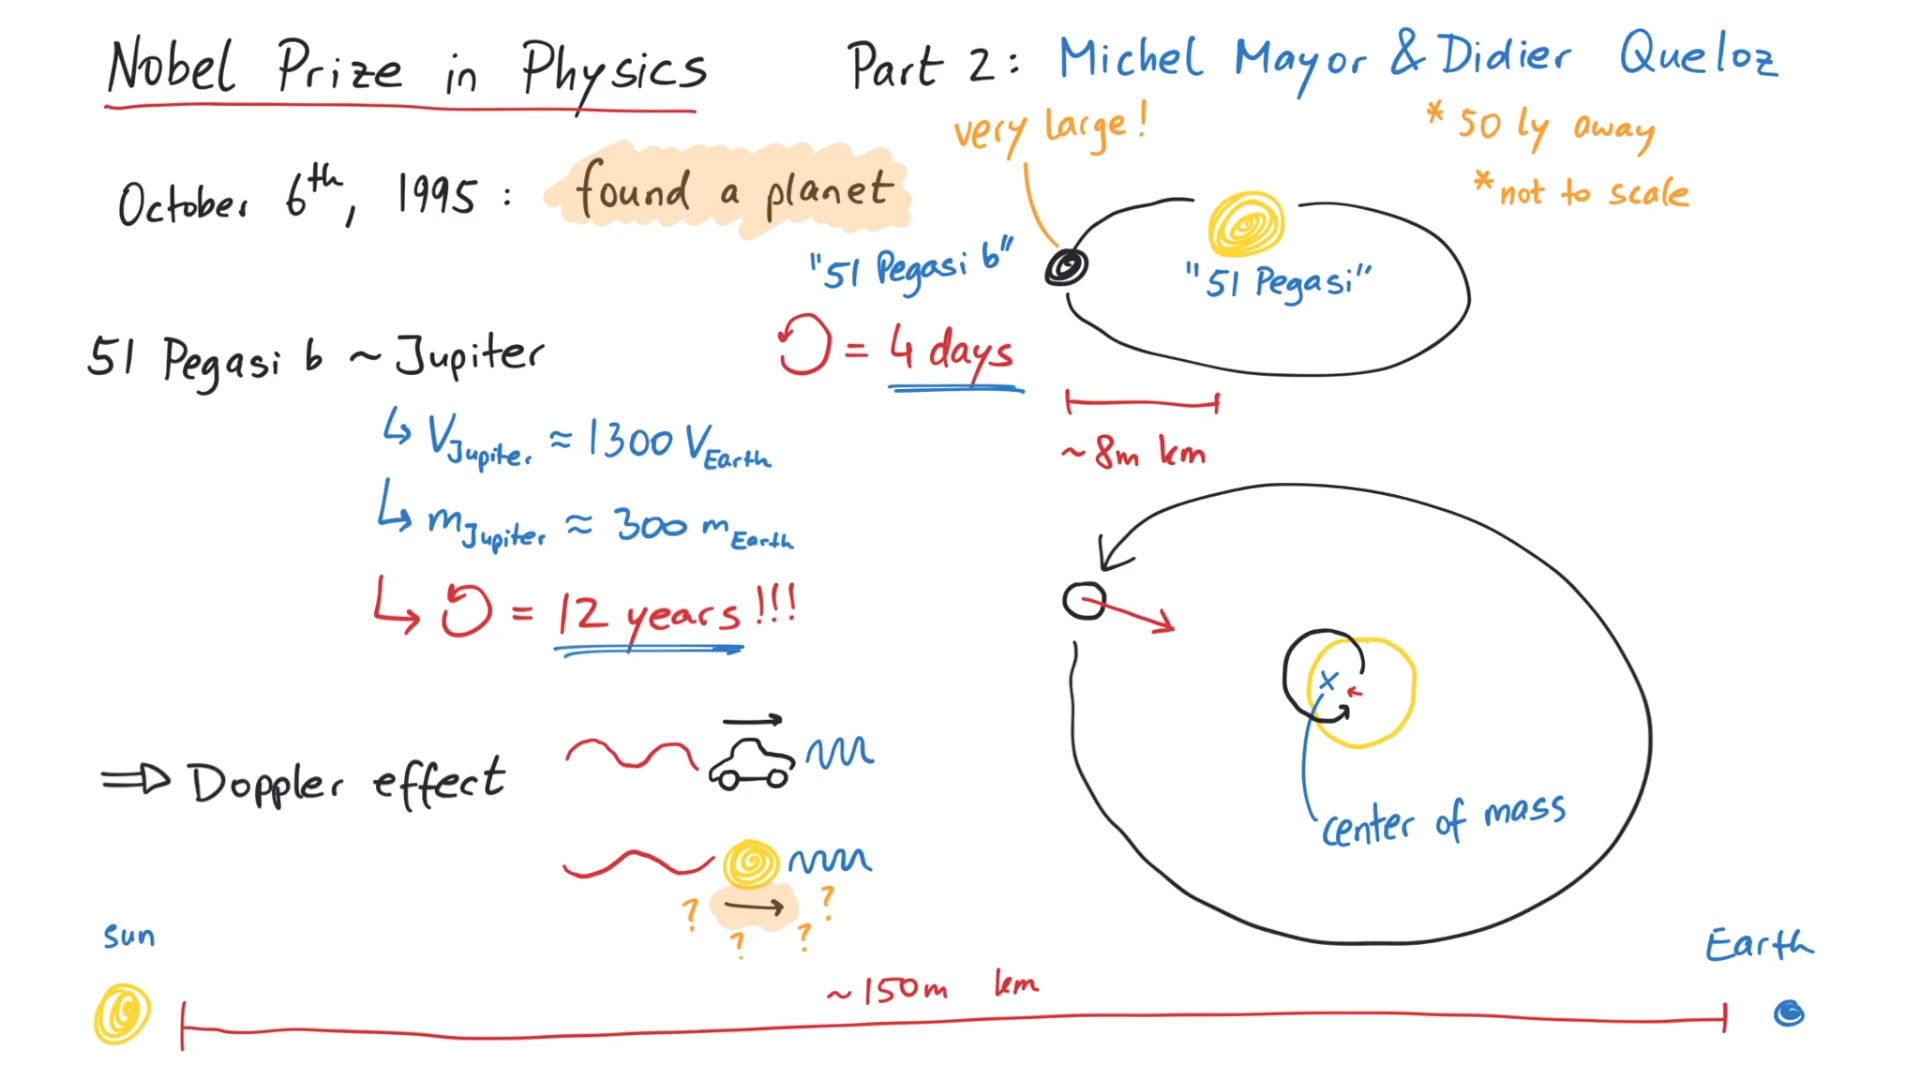 Nobel Prize in Physics
Part 2: Michel Mayor & Didier Queloz
very large!
* 50 ly away
* not to scale
October 6th, 1995: found a planet
"51 Pegasi b"
"51 Pegasi"
= 4 days
~8m km
51 Pegasi b ~ Jupiter
↳ VJupiter ≈ 1300 VEarth
↳ mJupiter ≈ 300 mEarth
↳ = 12 years!!!
⇒ Doppler effect
x
center of mass
? ?
? ?
sun
Earth
~150m km